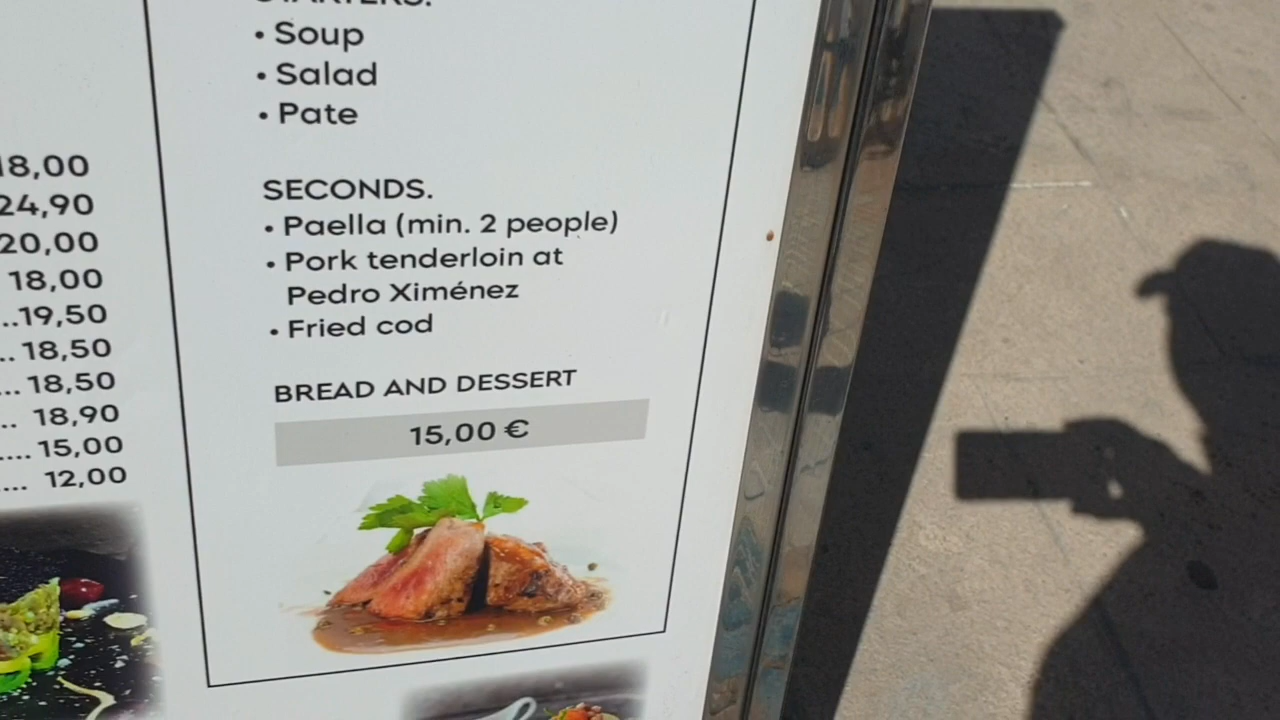 STARTERS.
• Soup
• Salad
• Pate
SECONDS.
• Paella (min. 2 people)
• Pork tenderloin at
Pedro Ximénez
• Fried cod
BREAD AND DESSERT
15,00 €
18,00
24,90
20,00
18,00
..19,50
.. 18,50
... 18,50
.. 18,90
.... 15,00
... 12,00